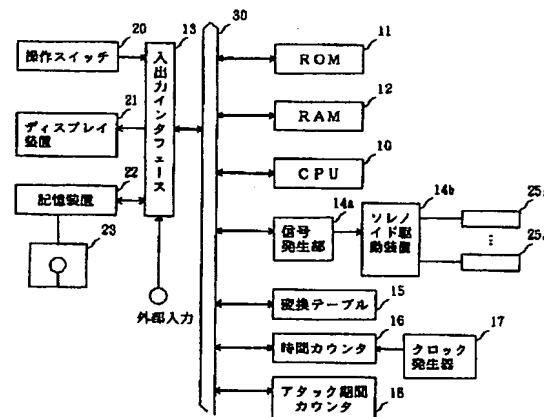 20
操作スイッチ
21
ディスプレイ
装置
22
記憶装置
23
13
入出力インタフェース
外部入力
30
11
ROM
12
RAM
10
CPU
14a
信号
発生部
14b
ソレノ
イド駆
動装置
25
⋮
25
15
変換テーブル
16
時間カウンタ
17
クロック
発生器
18
アタック期間
カウンタ